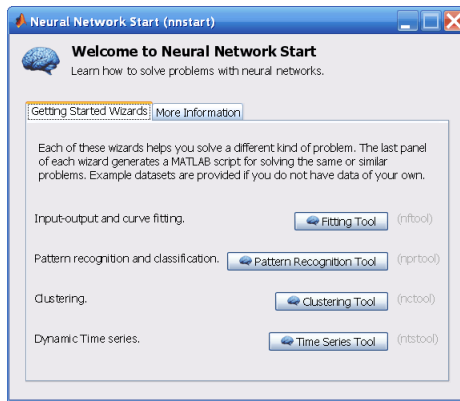 Neural Network Start (nnstart)
Welcome to Neural Network Start
Learn how to solve problems with neural networks.
Getting Started Wizards More Information
Each of these wizards helps you solve a different kind of problem. The last panel
of each wizard generates a MATLAB script for solving the same or similar
problems. Example datasets are provided if you do not have data of your own.
Input-output and curve fitting. Fitting Tool (nftool)
Pattern recognition and classification. Pattern Recognition Tool (nprtool)
Clustering. Clustering Tool (nctool)
Dynamic Time series. Time Series Tool (ntstool)